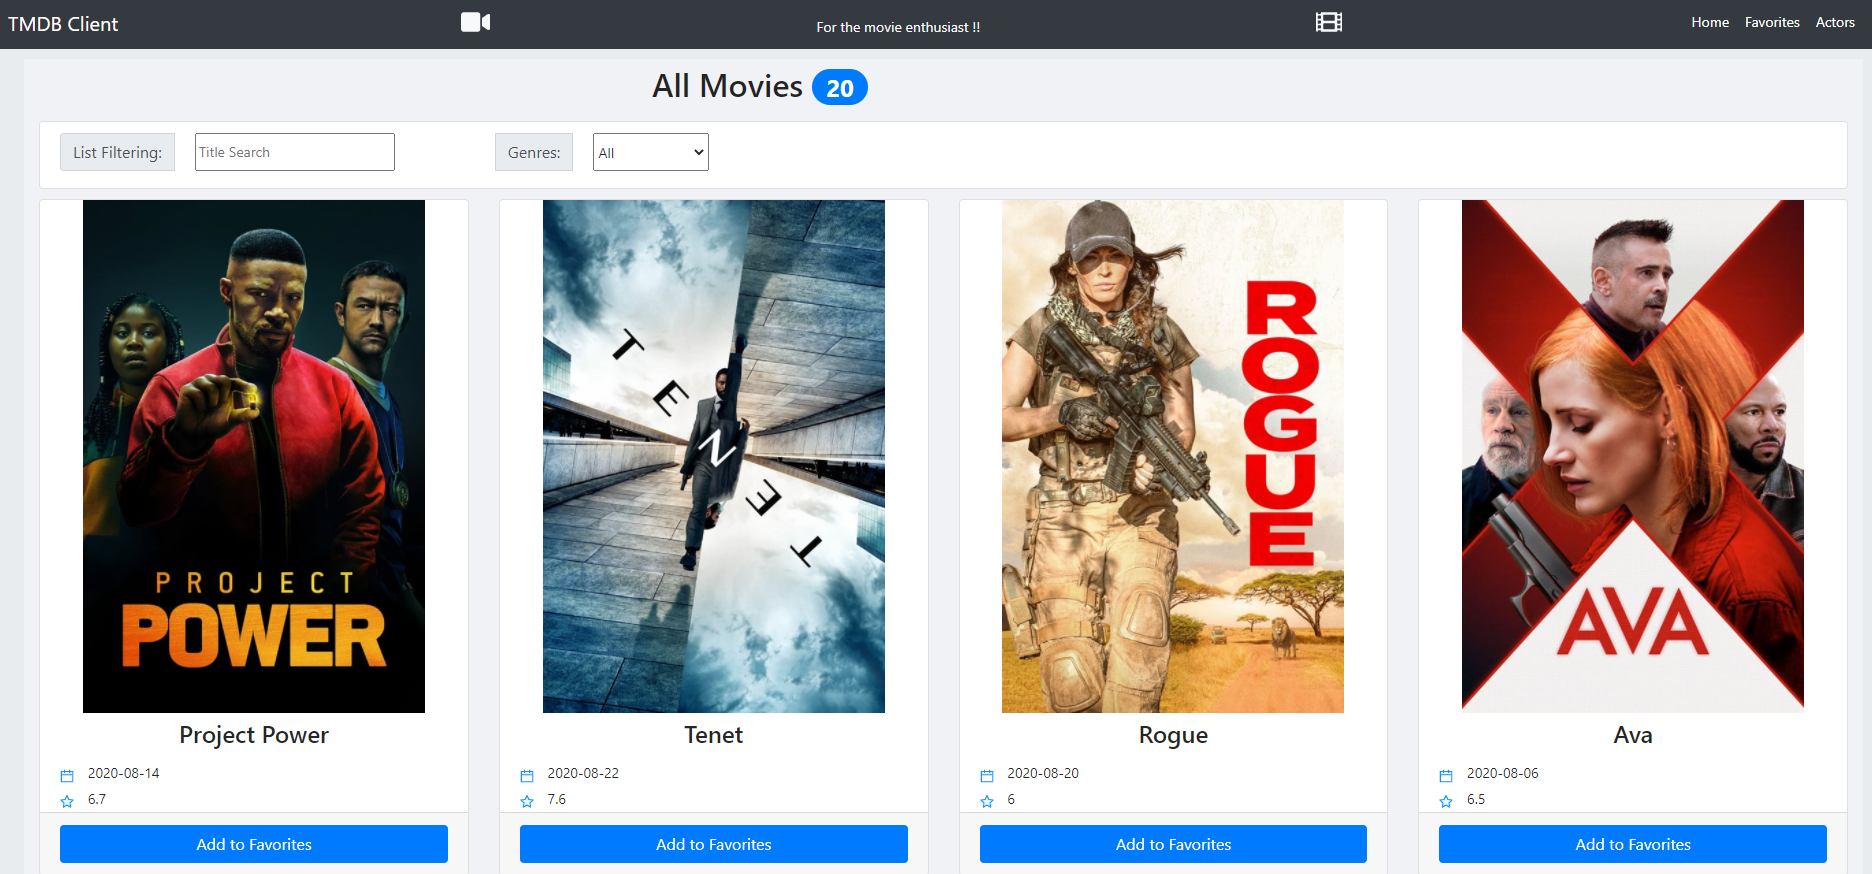 TMDB Client
For the movie enthusiast !!
Home Favorites Actors
All Movies 20
List Filtering:
Title Search
Genres:
All
PROJECT
POWER
TENET
ROGUE
AVA
Project Power
2020-08-14
6.7
Add to Favorites
Tenet
2020-08-22
7.6
Add to Favorites
Rogue
2020-08-20
6
Add to Favorites
Ava
2020-08-06
6.5
Add to Favorites